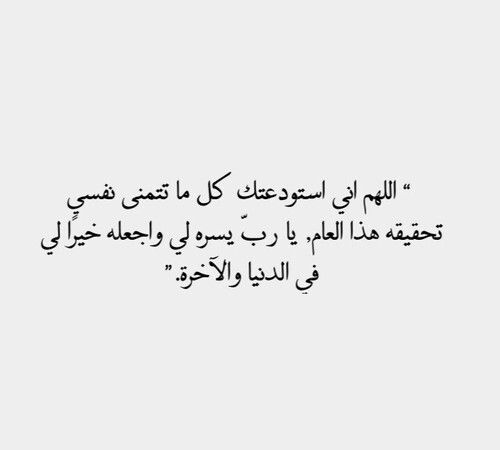 “ اللهم اني استودعتك كل ما تتمنى نفسي
تحقيقه هذا العام, يا ربّ يسره لي واجعله خيرًا لي
في الدنيا والآخرة.”